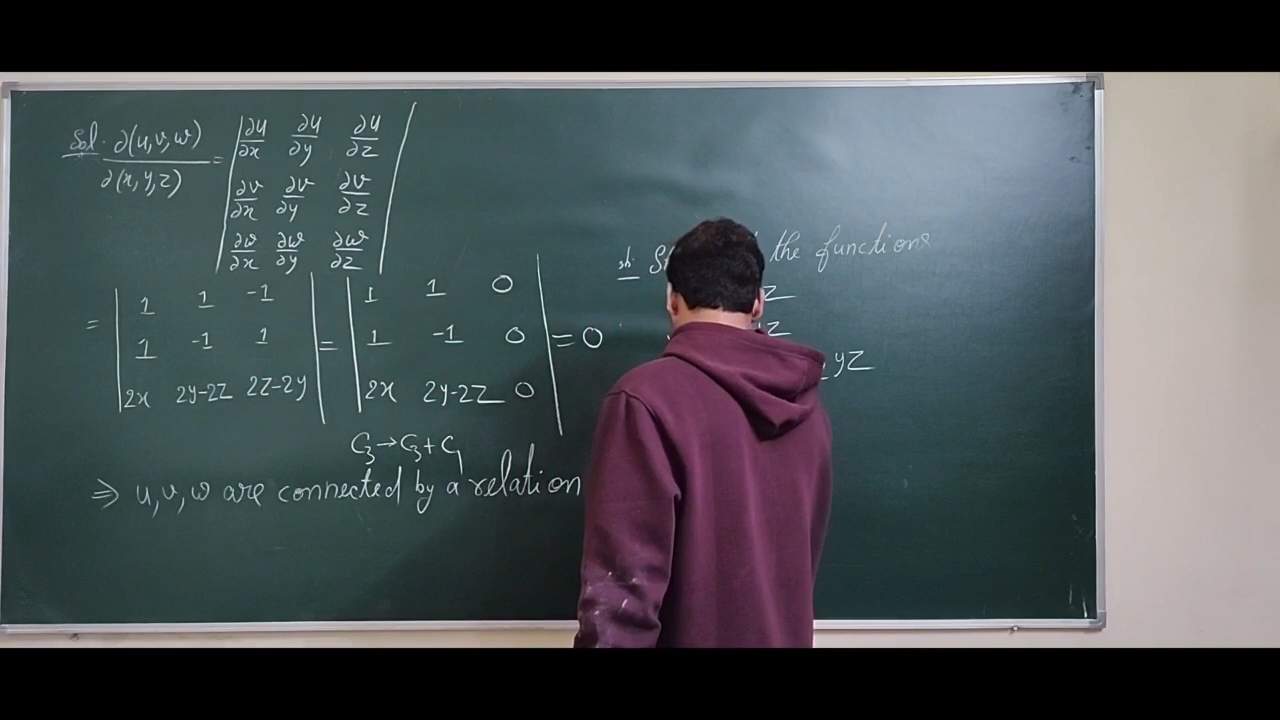 Sol. ∂(u,v,w)/∂(x,y,z) = | ∂u/∂x ∂u/∂y ∂u/∂z |
| ∂v/∂x ∂v/∂y ∂v/∂z |
| ∂w/∂x ∂w/∂y ∂w/∂z |
= | 1 1 -1 | = | 1 1 0 | = 0
| 1 -1 1 | | 1 -1 0 |
| 2x 2y-2z 2z-2y | | 2x 2y-2z 0 |
C₃→C₃+C₁
⇒ u,v,w are connected by a relation
the functions
z
z
yz